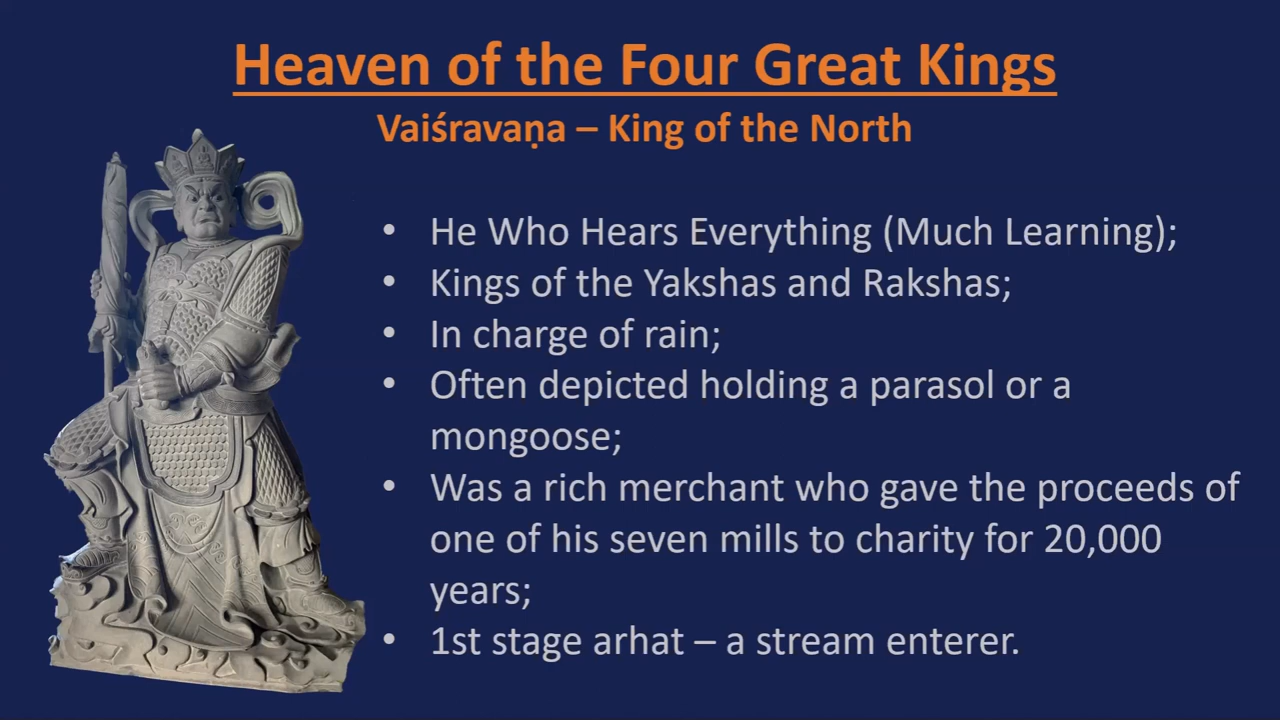 Heaven of the Four Great Kings
Vaiśravaṇa – King of the North
• He Who Hears Everything (Much Learning);
• Kings of the Yakshas and Rakshas;
• In charge of rain;
• Often depicted holding a parasol or a
mongoose;
• Was a rich merchant who gave the proceeds of
one of his seven mills to charity for 20,000
years;
• 1st stage arhat – a stream enterer.